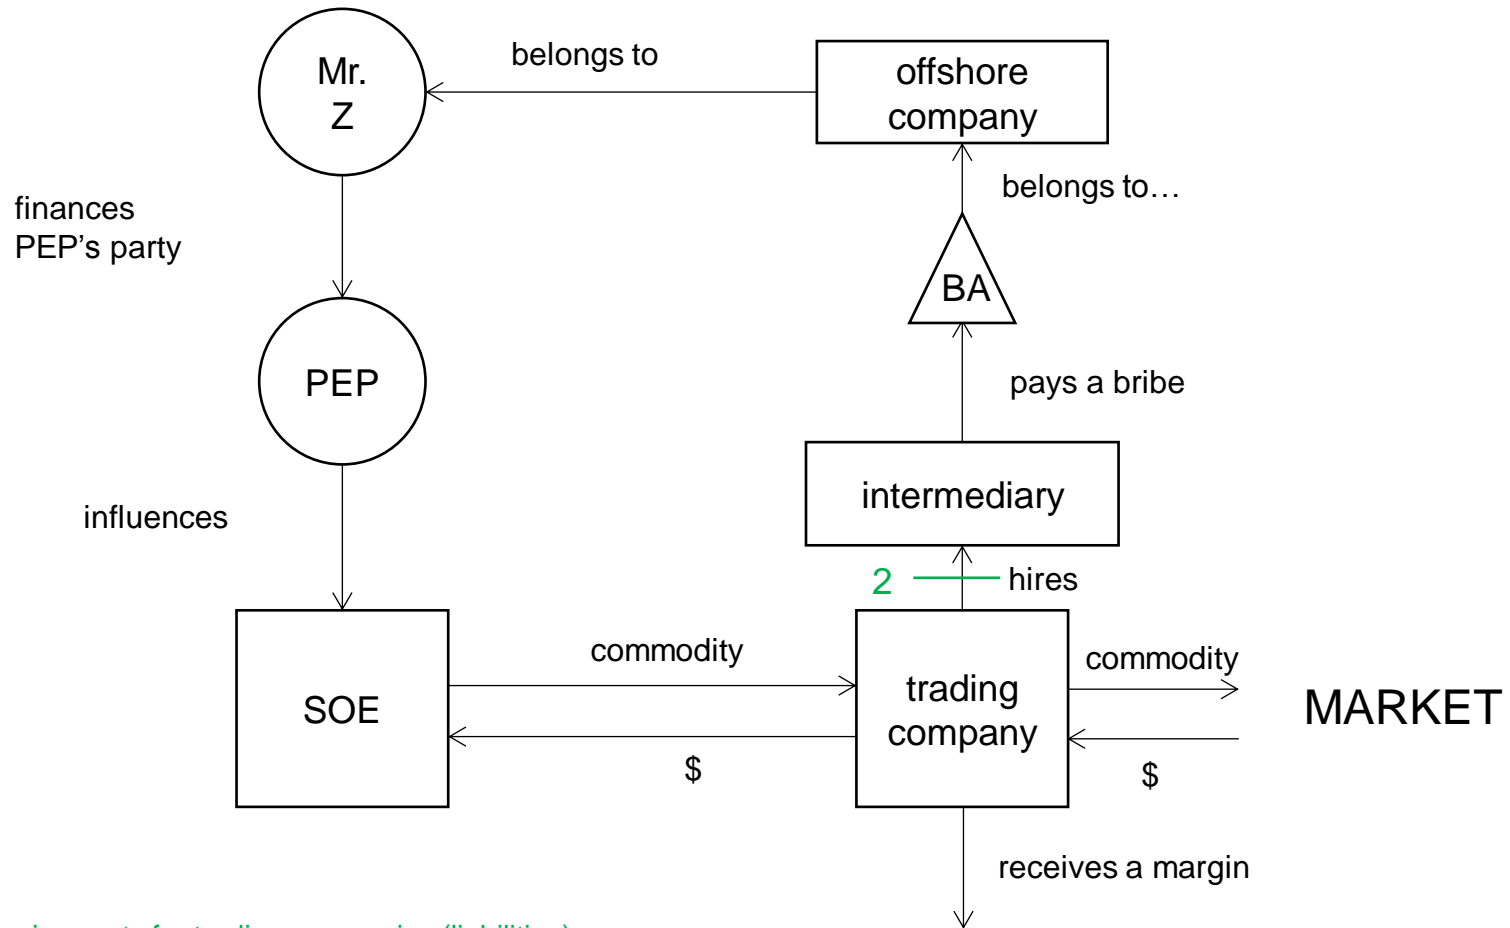 Mr.
Z
belongs to
offshore
company
finances
PEP’s party
belongs to…
BA
PEP
pays a bribe
influences
intermediary
2
hires
SOE
commodity
$
trading
company
commodity
$
MARKET
receives a margin
(liabilities)